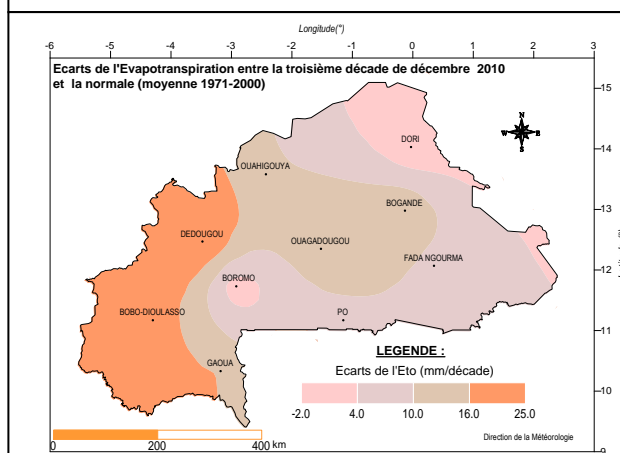 Longitude(°)
-6 -5 -4 -3 -2 -1 0 1 2 3
Ecarts de l'Evapotranspiration entre la troisième décade de décembre 2010
et la normale (moyenne 1971-2000)
15
N
W E
S
DORI
14
OUAHIGOUYA
BOGANDE
13
DEDOUGOU
OUAGADOUGOU
FADA NGOURMA
12
BOROMO
BOBO-DIOULASSO
PO
11
LEGENDE :
GAOUA
Ecarts de l'Eto (mm/décade)
10
-2.0 4.0 10.0 16.0 25.0
Direction de la Météorologie
0 200 400 km
9